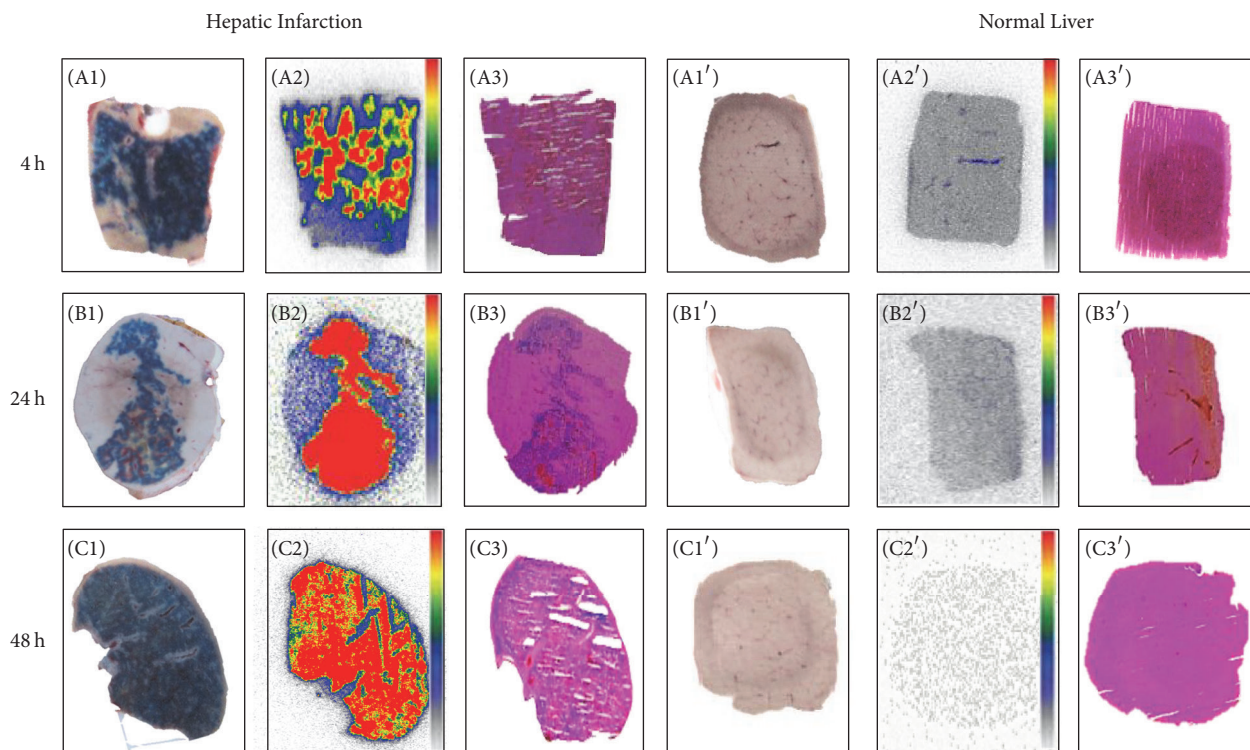 Hepatic Infarction Normal Liver
(A1) (A2) (A3) (A1′) (A2′) (A3′)
4 h
(B1) (B2) (B3) (B1′) (B2′) (B3′)
24 h
(C1) (C2) (C3) (C1′) (C2′) (C3′)
48 h